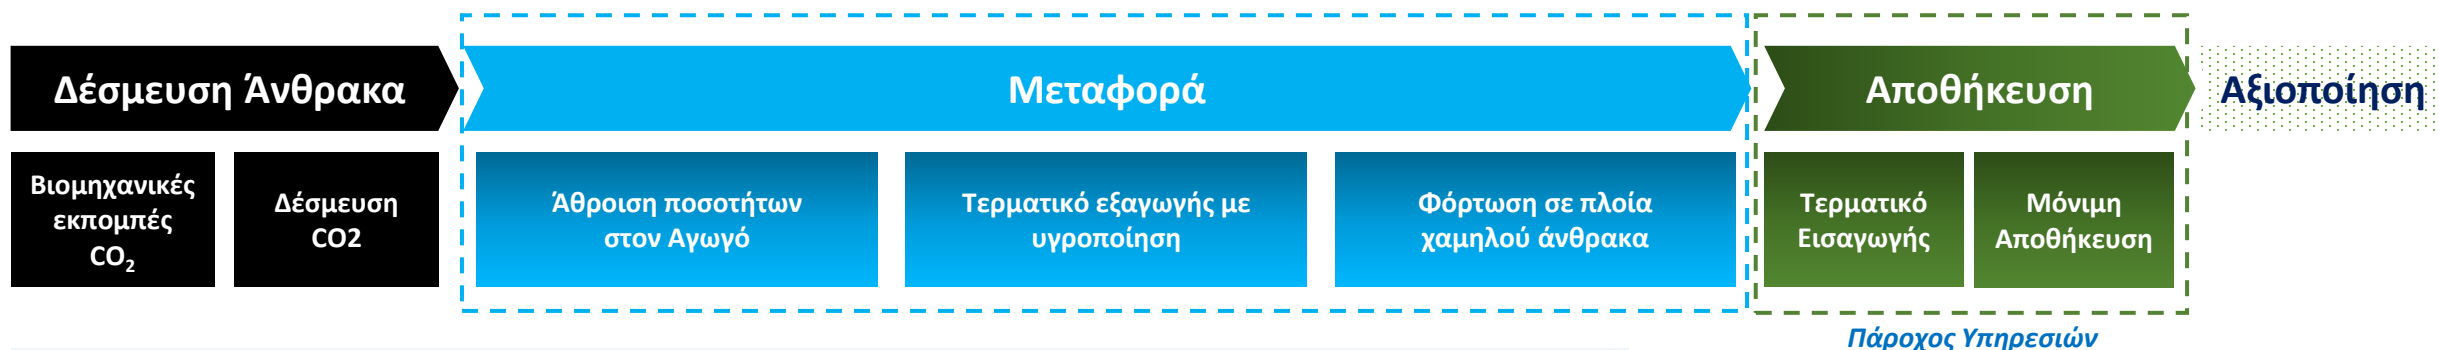 Δέσμευση Άνθρακα
Μεταφορά
Αποθήκευση
Αξιοποίηση
Βιομηχανικές
εκπομπές
CO₂
Δέσμευση
CO2
Άθροιση ποσοτήτων
στον Αγωγό
Τερματικό εξαγωγής με
υγροποίηση
Φόρτωση σε πλοία
χαμηλού άνθρακα
Τερματικό
Εισαγωγής
Μόνιμη
Αποθήκευση
Πάροχος Υπηρεσιών